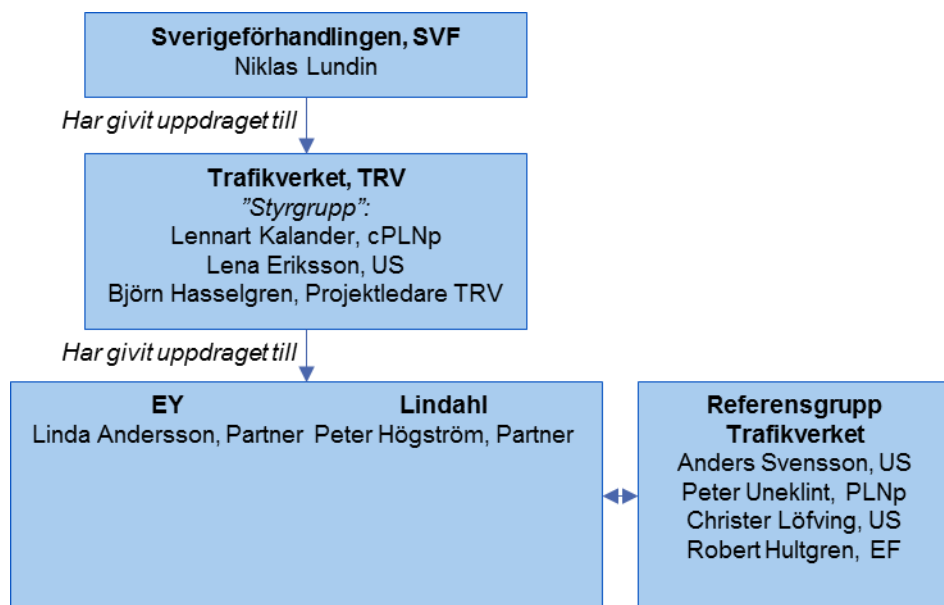 Sverigeförhandlingen, SVF
Niklas Lundin
Har givit uppdraget till
Trafikverket, TRV
”Styrgrupp”:
Lennart Kalander, cPLNp
Lena Eriksson, US
Björn Hasselgren, Projektledare TRV
Har givit uppdraget till
EY
Linda Andersson, Partner
Lindahl
Peter Högström, Partner
Referensgrupp
Trafikverket
Anders Svensson, US
Peter Uneklint, PLNp
Christer Löfving, US
Robert Hultgren, EF